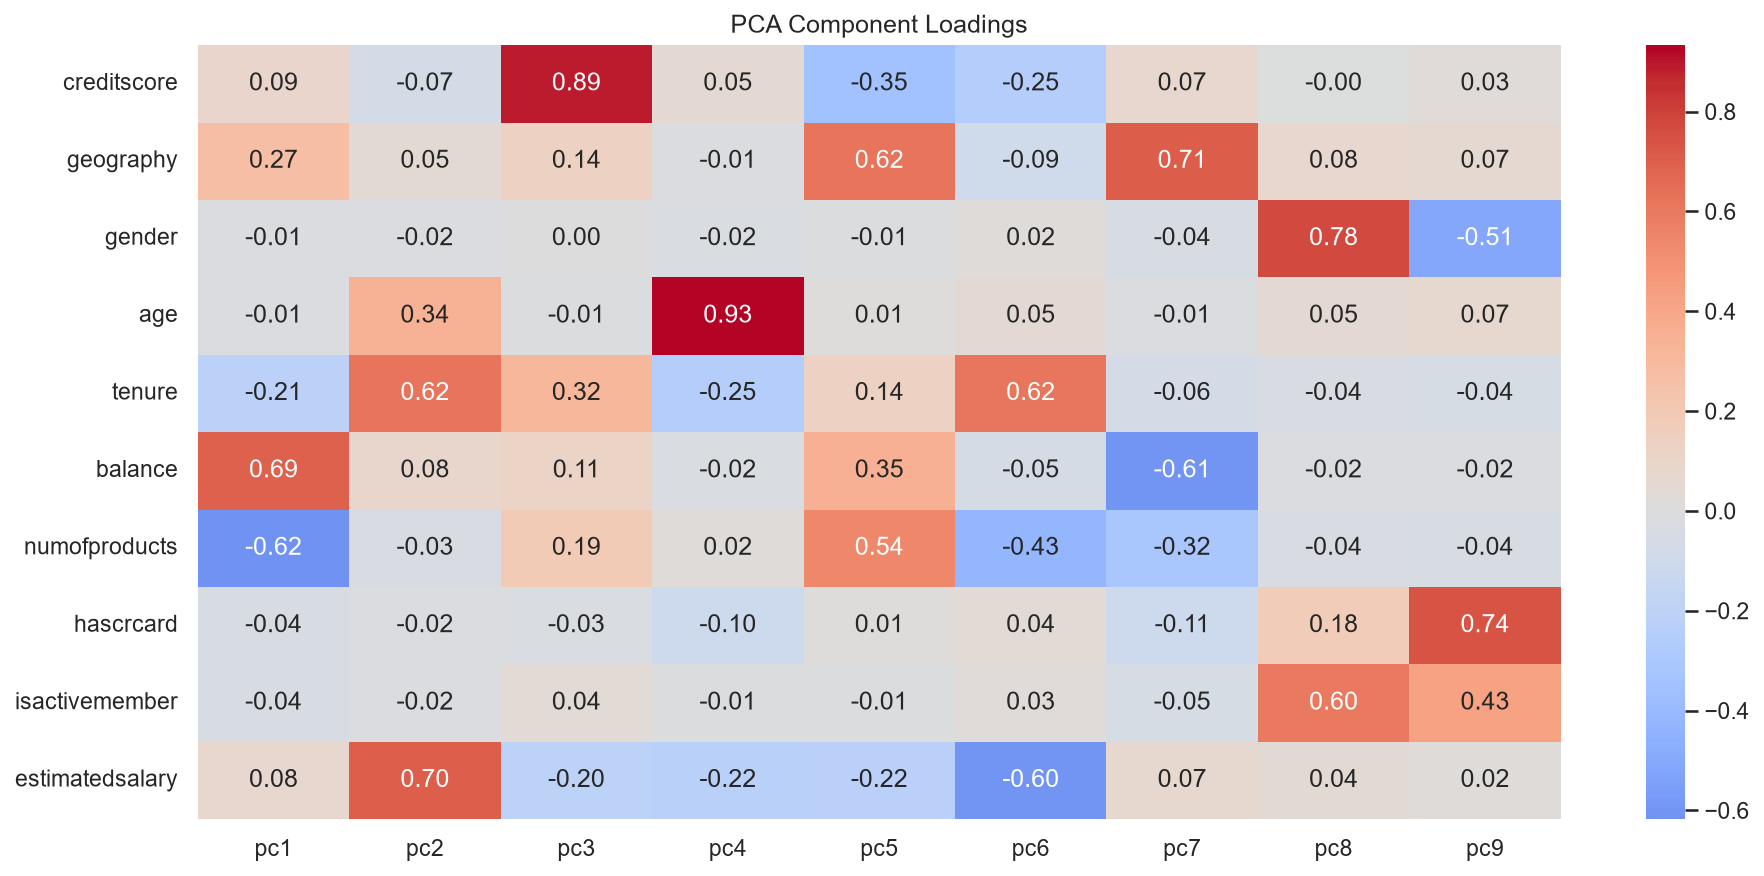 PCA Component Loadings
creditscore 0.09 -0.07 0.89 0.05 -0.35 -0.25 0.07 -0.00 0.03
geography 0.27 0.05 0.14 -0.01 0.62 -0.09 0.71 0.08 0.07
gender -0.01 -0.02 0.00 -0.02 -0.01 0.02 -0.04 0.78 -0.51
age -0.01 0.34 -0.01 0.93 0.01 0.05 -0.01 0.05 0.07
tenure -0.21 0.62 0.32 -0.25 0.14 0.62 -0.06 -0.04 -0.04
balance 0.69 0.08 0.11 -0.02 0.35 -0.05 -0.61 -0.02 -0.02
numofproducts -0.62 -0.03 0.19 0.02 0.54 -0.43 -0.32 -0.04 -0.04
hascrcard -0.04 -0.02 -0.03 -0.10 0.01 0.04 -0.11 0.18 0.74
isactivemember -0.04 -0.02 0.04 -0.01 -0.01 0.03 -0.05 0.60 0.43
estimatedsalary 0.08 0.70 -0.20 -0.22 -0.22 -0.60 0.07 0.04 0.02
pc1 pc2 pc3 pc4 pc5 pc6 pc7 pc8 pc9
0.8
0.6
0.4
0.2
0.0
−0.2
−0.4
−0.6